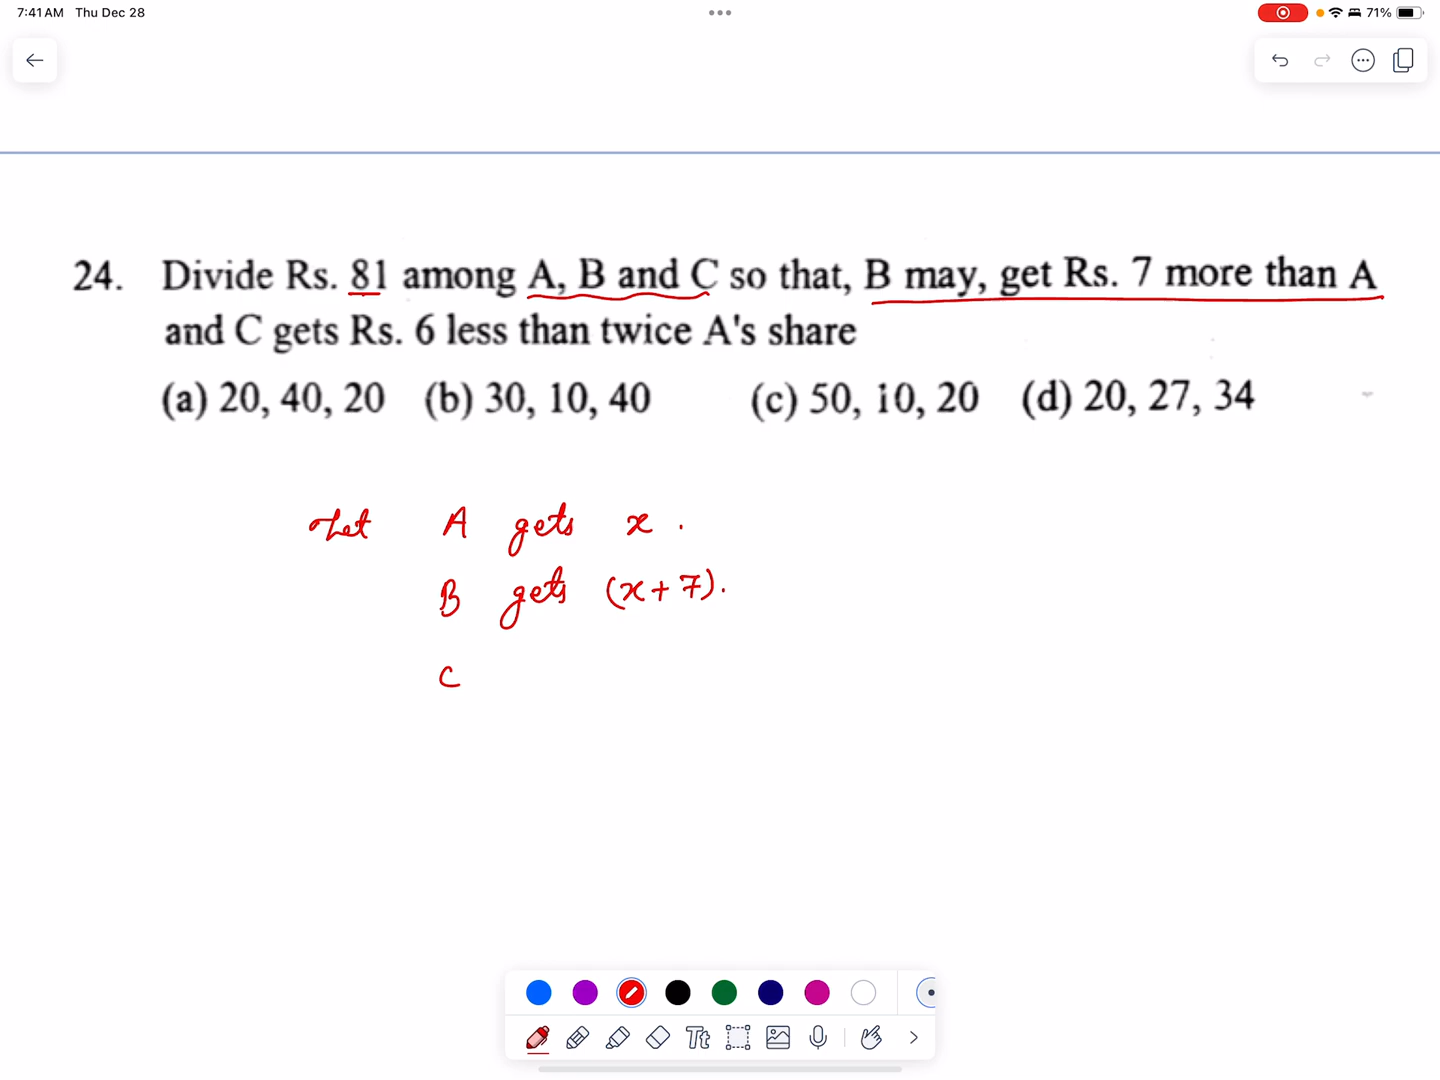 7:41 AM Thu Dec 28
71%
24. Divide Rs. 81 among A, B and C so that, B may, get Rs. 7 more than A
and C gets Rs. 6 less than twice A's share
(a) 20, 40, 20 (b) 30, 10, 40 (c) 50, 10, 20 (d) 20, 27, 34
Let A gets x .
B gets (x+7).
C
Tt